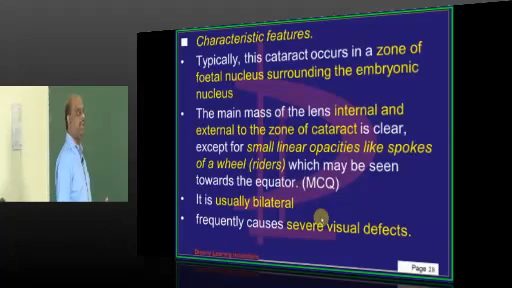 Characteristic features.
Typically, this cataract occurs in a zone of
foetal nucleus surrounding the embryonic
nucleus
The main mass of the lens internal and
external to the zone of cataract is clear,
except for small linear opacities like spokes
of a wheel (riders) which may be seen
towards the equator. (MCQ)
It is usually bilateral
frequently causes severe visual defects.
Page 18